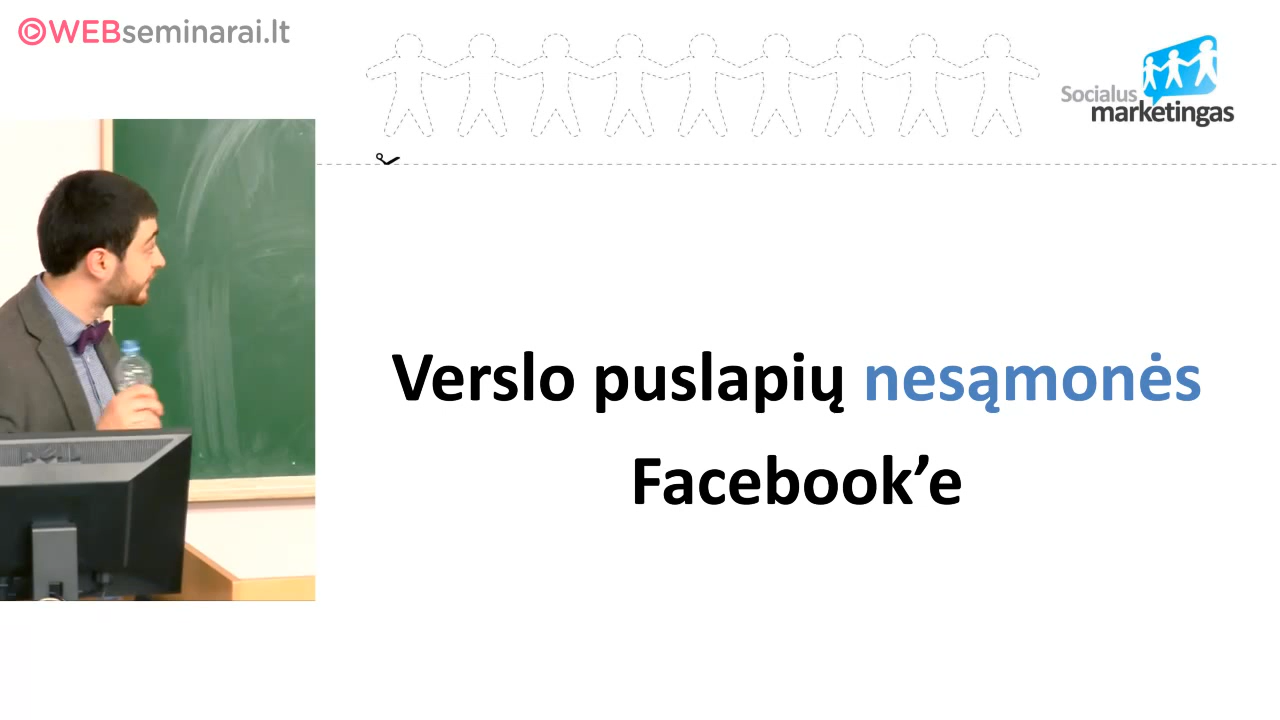 WEBseminarai.lt
Socialus
marketingas
Verslo puslapių nesąmonės
Facebook’e